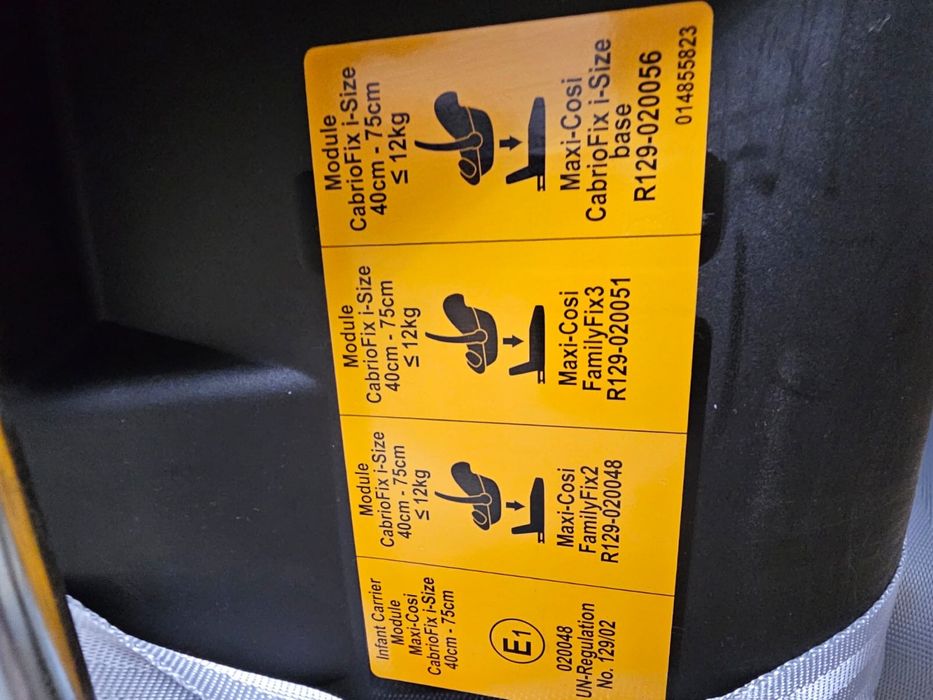 Infant Carrier
Module
Maxi-Cosi
CabrioFix i-Size
40cm - 75cm
E1
020048
UN-Regulation
No. 129/02
Module
CabrioFix i-Size
40cm - 75cm
≤ 12kg
Maxi-Cosi
FamilyFix2
R129-020048
Module
CabrioFix i-Size
40cm - 75cm
≤ 12kg
Maxi-Cosi
FamilyFix3
R129-020051
Module
CabrioFix i-Size
40cm - 75cm
≤ 12kg
Maxi-Cosi
CabrioFix i-Size
base
R129-020056
014855823